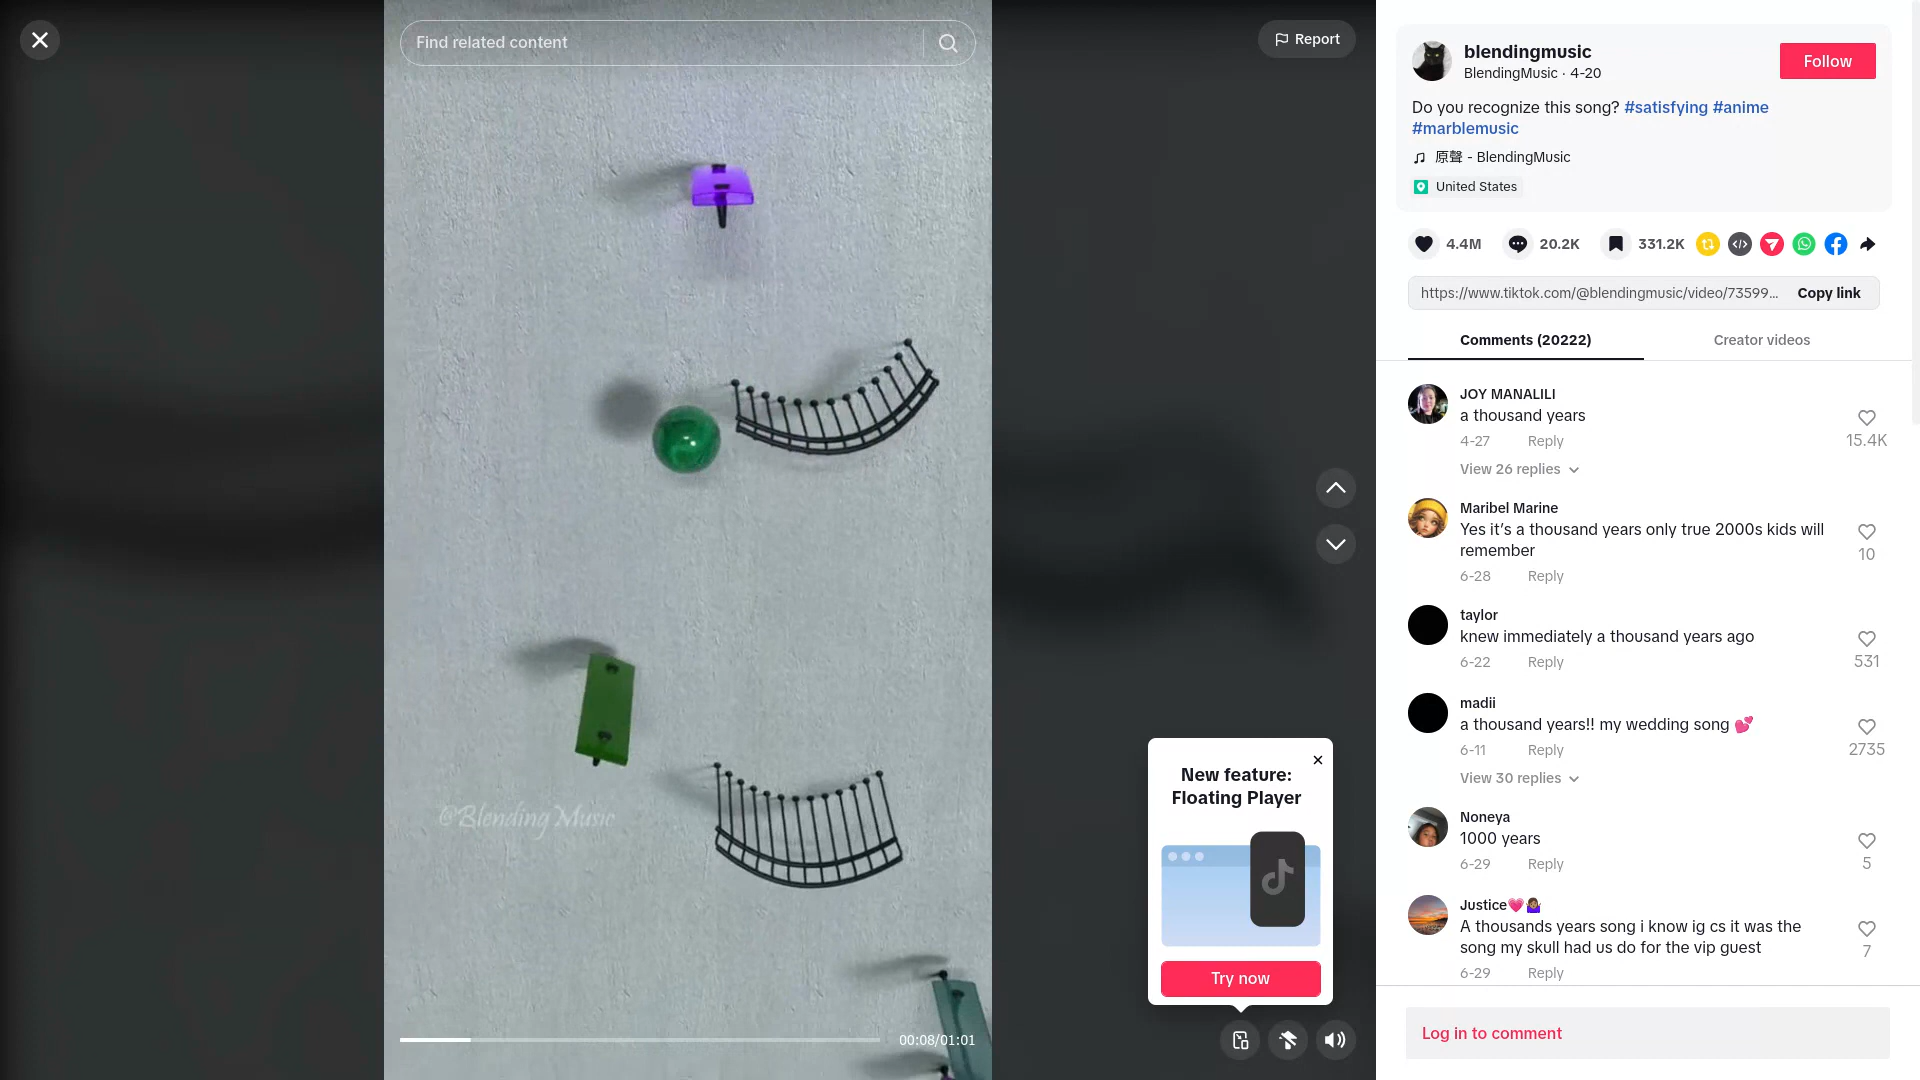 Find related content
Report
@Blending Music
00:08/01:01
New feature:
Floating Player
Try now
blendingmusic
BlendingMusic · 4-20
Follow
Do you recognize this song? #satisfying #anime
#marblemusic
原聲 - BlendingMusic
United States
4.4M
20.2K
331.2K
https://www.tiktok.com/@blendingmusic/video/73599...
Copy link
Comments (20222)
Creator videos
JOY MANALILI
a thousand years
4-27 Reply
15.4K
View 26 replies
Maribel Marine
Yes it’s a thousand years only true 2000s kids will
remember
10
6-28 Reply
taylor
knew immediately a thousand years ago
6-22 Reply
531
madii
a thousand years!! my wedding song 💕
6-11 Reply
2735
View 30 replies
Noneya
1000 years
6-29 Reply
5
Justice💗🤷🏾‍♀️
A thousands years song i know ig cs it was the
song my skull had us do for the vip guest
7
6-29 Reply
Log in to comment